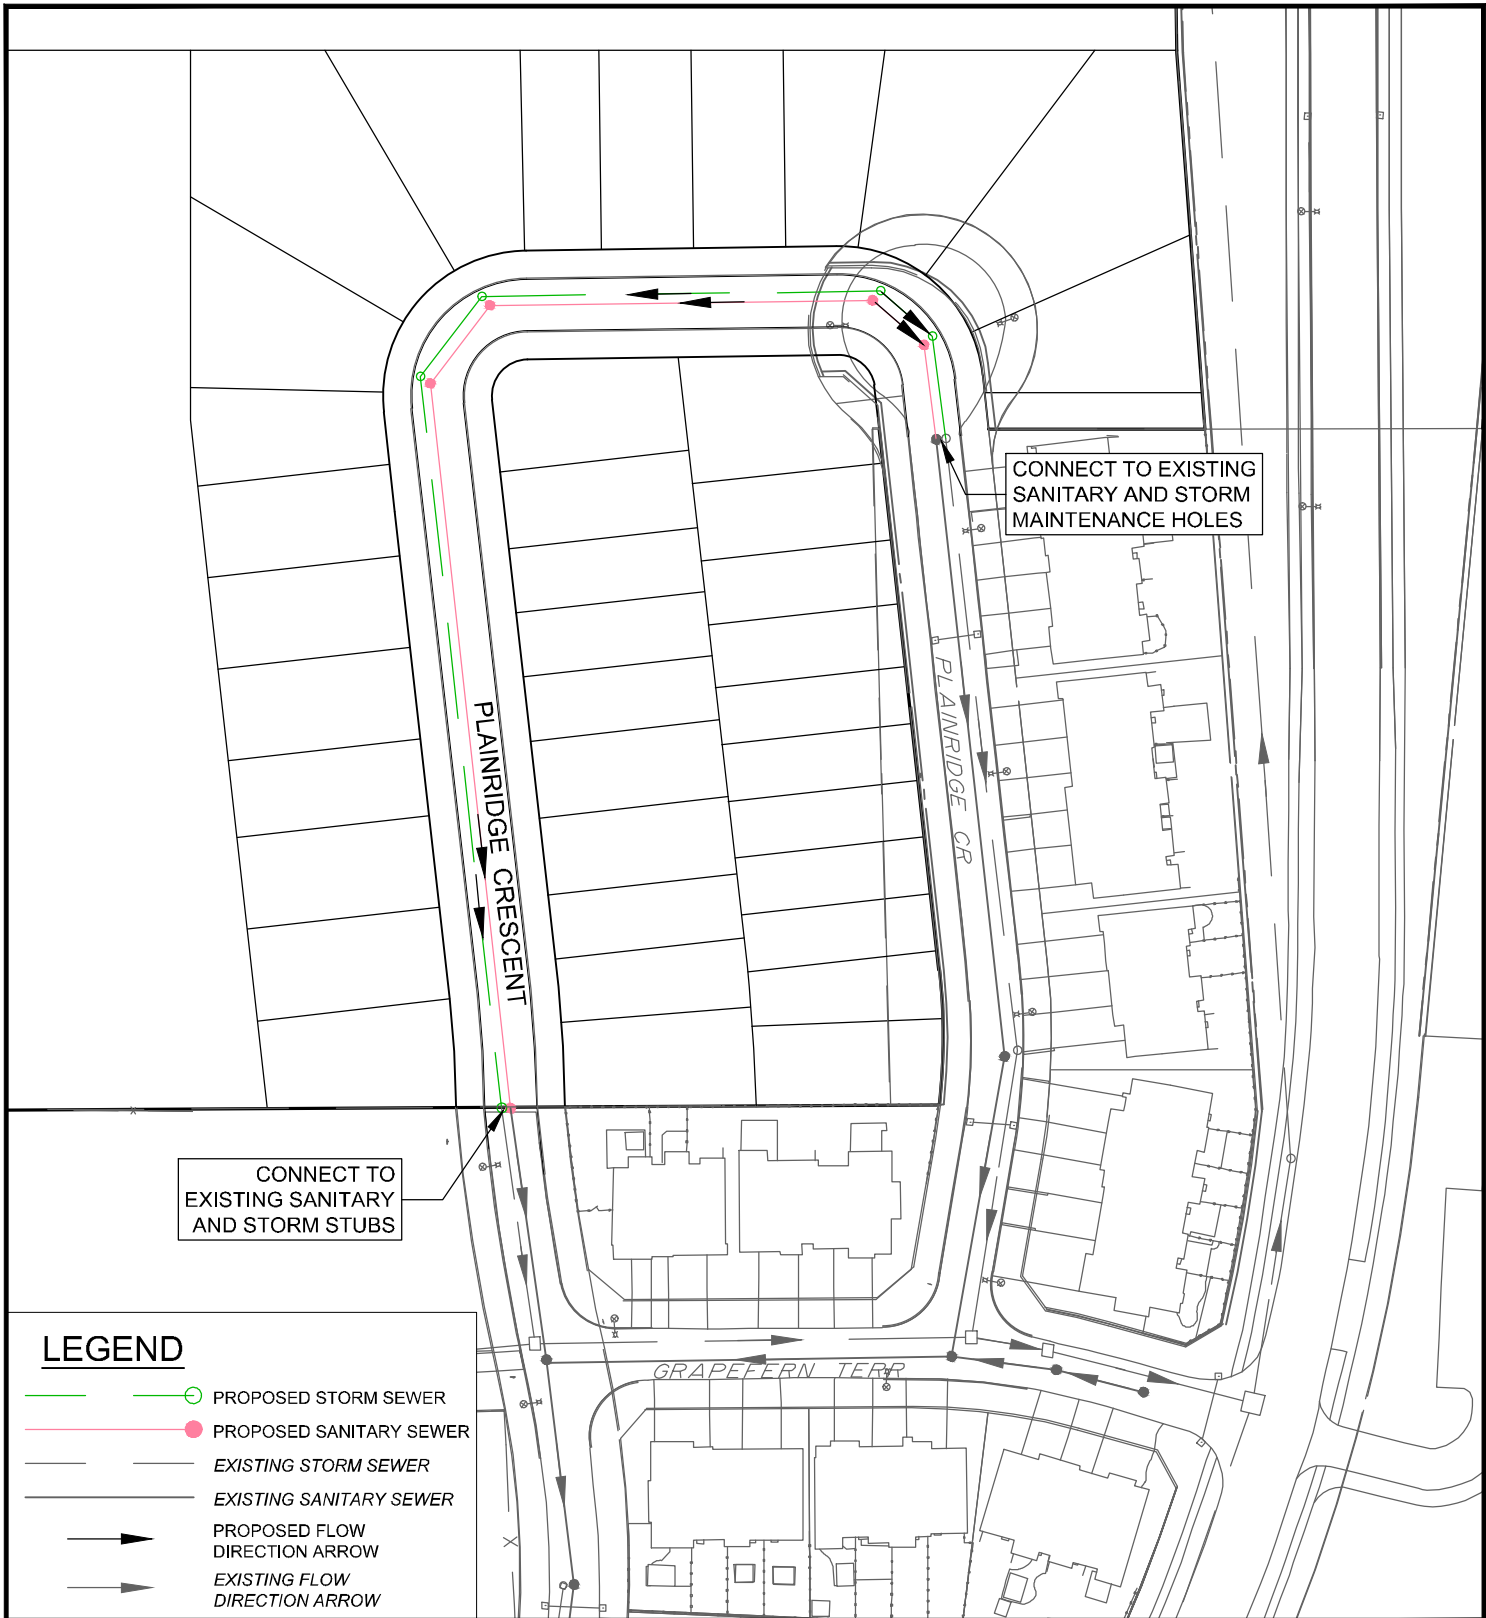 CONNECT TO EXISTING
SANITARY AND STORM
MAINTENANCE HOLES
PLAINRIDGE CR
PLAINRIDGE CRESCENT
CONNECT TO
EXISTING SANITARY
AND STORM STUBS
GRAPEFERN TERR
LEGEND
PROPOSED STORM SEWER
PROPOSED SANITARY SEWER
EXISTING STORM SEWER
EXISTING SANITARY SEWER
PROPOSED FLOW
DIRECTION ARROW
EXISTING FLOW
DIRECTION ARROW